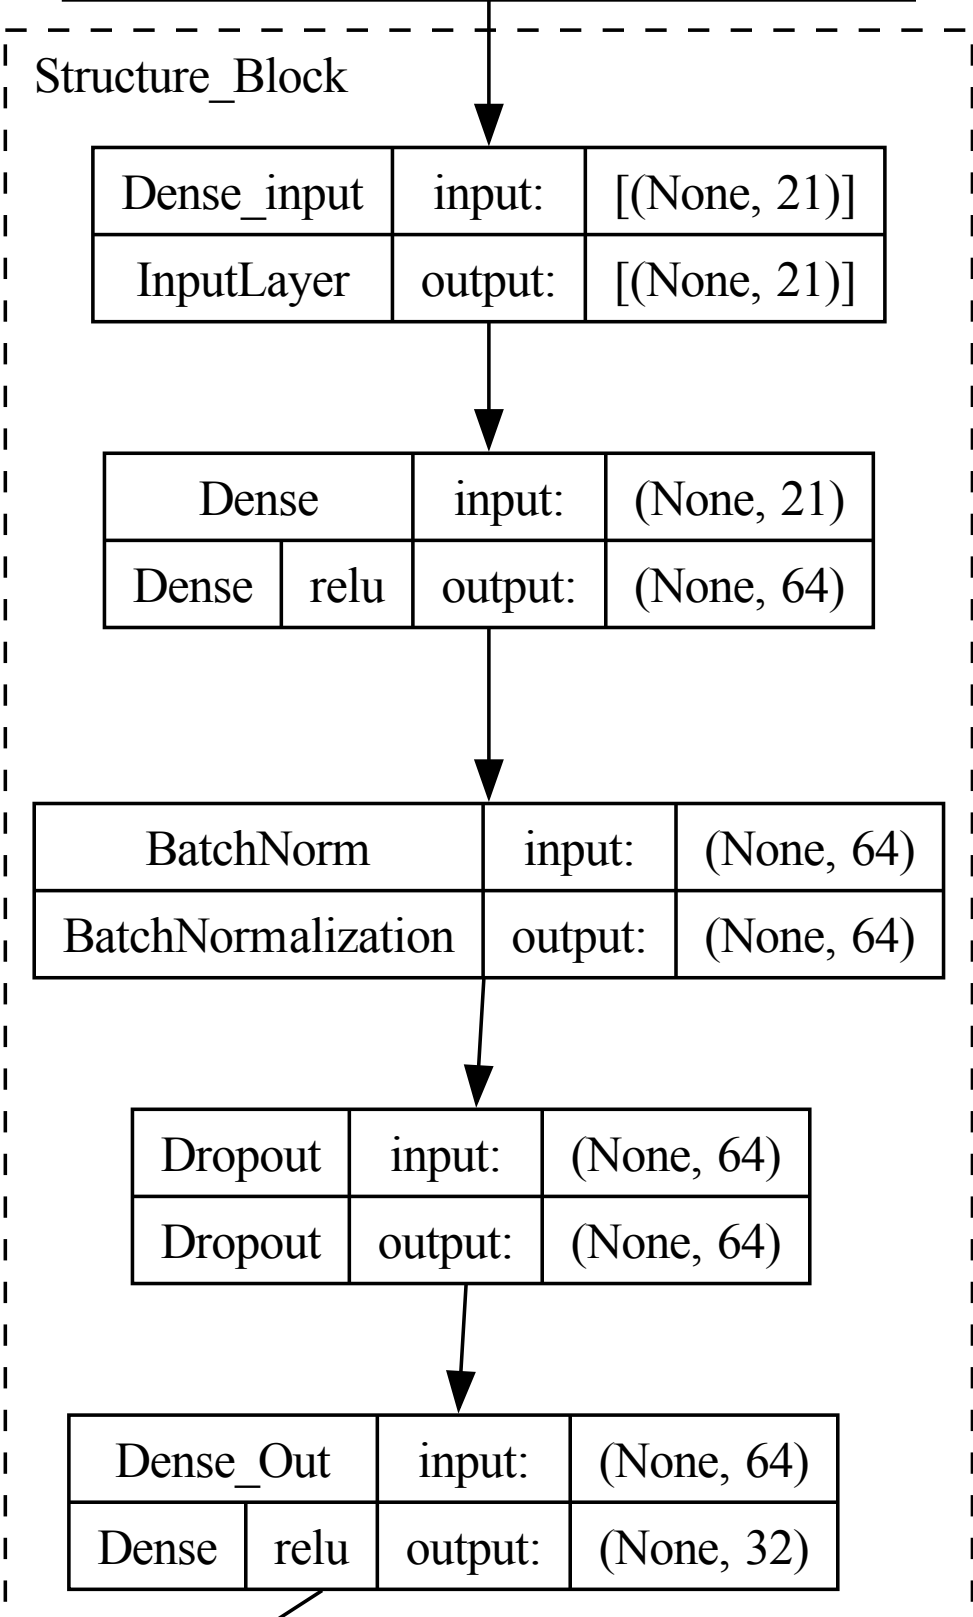 Structure_Block
Dense_input input: [(None, 21)]
InputLayer output: [(None, 21)]
Dense input: (None, 21)
Dense relu output: (None, 64)
BatchNorm input: (None, 64)
BatchNormalization output: (None, 64)
Dropout input: (None, 64)
Dropout output: (None, 64)
Dense_Out input: (None, 64)
Dense relu output: (None, 32)